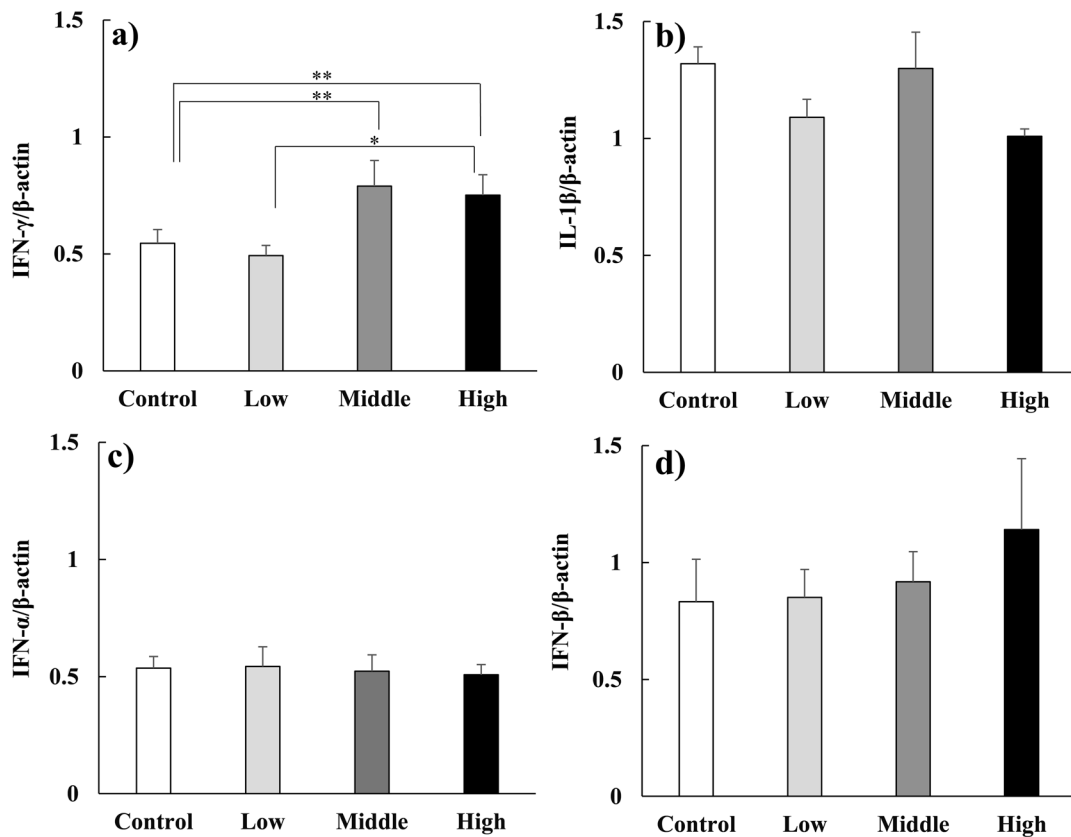 a)
IFN-γ/β-actin
1.5
1
0.5
0
**
**
*
Control Low Middle High
b)
IL-1β/β-actin
1.5
1
0.5
0
Control Low Middle High
c)
IFN-α/β-actin
1.5
1
0.5
0
Control Low Middle High
d)
IFN-β/β-actin
1.5
1
0.5
0
Control Low Middle High